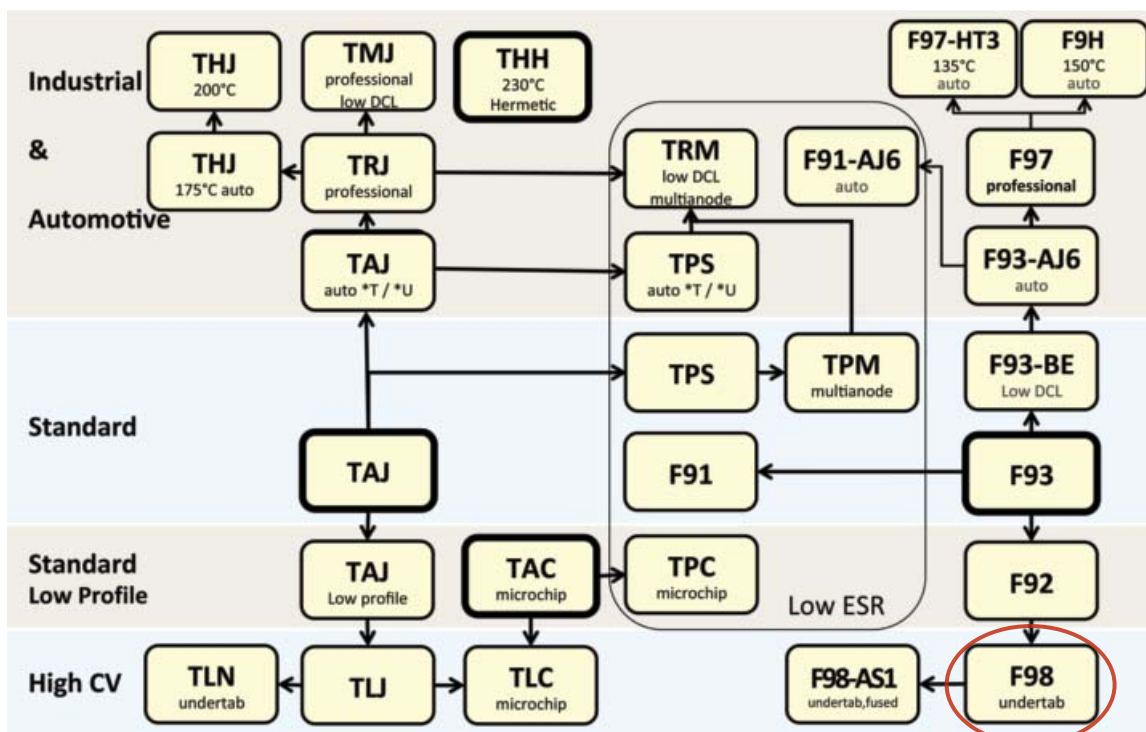 Industrial
&
Automotive
THJ
200°C
TMJ
professional
low DCL
THH
230°C
Hermetic
F97-HT3
135°C
auto
F9H
150°C
auto
THJ
175°C auto
TRJ
professional
TRM
low DCL
multianode
F91-AJ6
auto
F97
professional
TAJ
auto *T / *U
TPS
auto *T / *U
F93-AJ6
auto
Standard
TPS
TPM
multianode
F93-BE
Low DCL
TAJ
F91
F93
Standard
Low Profile
TAJ
Low profile
TAC
microchip
TPC
microchip
Low ESR
F92
High CV
TLN
undertab
TLJ
TLC
microchip
F98-AS1
undertab,fused
F98
undertab